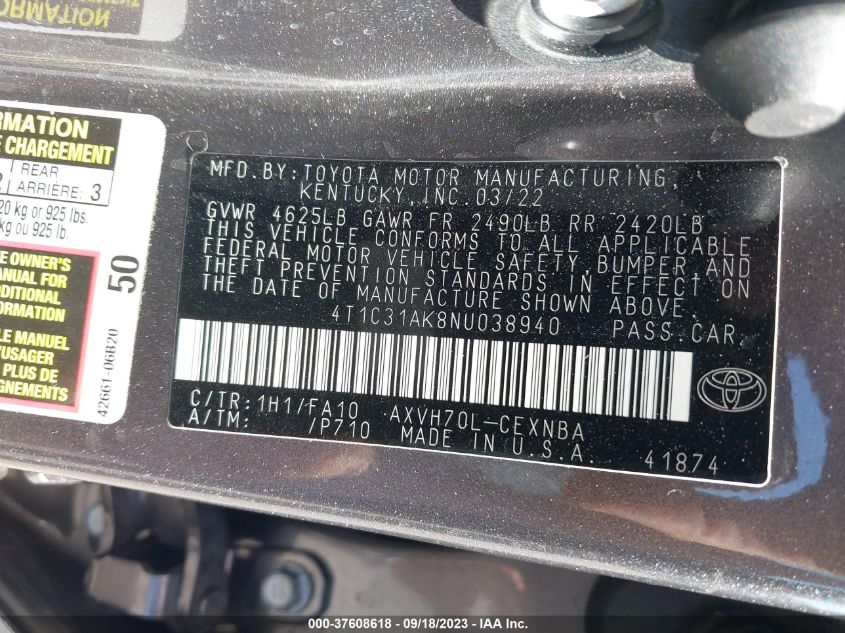 ORMATION
RMATION
E CHARGEMENT
REAR
ARRIÈRE: 3
20 kg or 925 lbs.
kg ou 925 lb.
E OWNER'S
ANUAL FOR
DDITIONAL
ORMATION
LE MANUEL
'USAGER
PLUS DE
GNEMENTS
50
42661-06B20
MFD. BY: TOYOTA MOTOR MANUFACTURING,
KENTUCKY, INC. 03/22
GVWR 4625LB GAWR FR 2490LB RR 2420LB
THIS VEHICLE CONFORMS TO ALL APPLICABLE
FEDERAL MOTOR VEHICLE SAFETY, BUMPER, AND
THEFT PREVENTION STANDARDS IN EFFECT ON
THE DATE OF MANUFACTURE SHOWN ABOVE.
4T1C31AK8NU038940 PASS. CAR
C/TR: 1H1/FA10 AXVH70L-CEXNBA
A/TM: /P710 MADE IN U.S.A. 41874
000-37608618 - 09/18/2023 - IAA Inc.